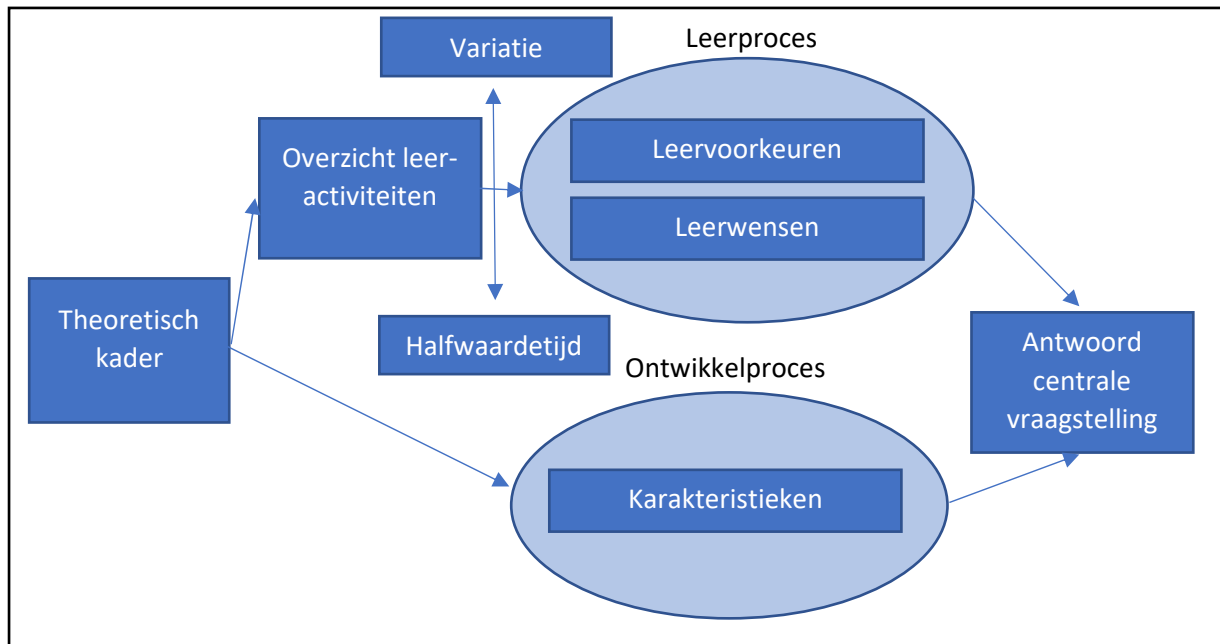 Variatie
Leerproces
Overzicht leer-
activiteiten
Leervoorkeuren
Leerwensen
Theoretisch
kader
Halfwaardetijd
Ontwikkelproces
Antwoord
centrale
vraagstelling
Karakteristieken